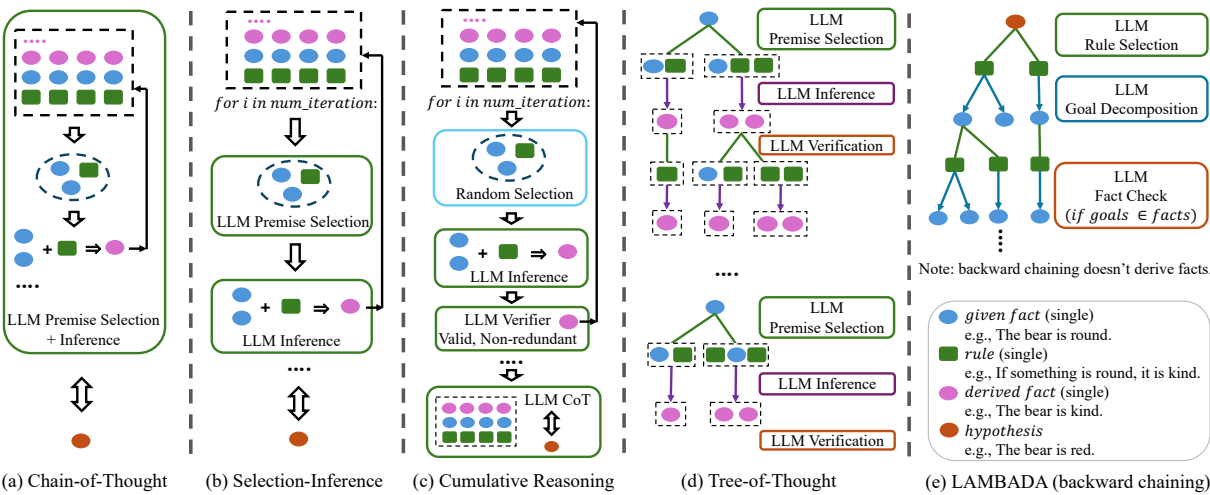 LLM Premise Selection
+ Inference
+
⇒
....
....
(a) Chain-of-Thought
....
for i in num_iteration:
LLM Premise Selection
+
⇒
LLM Inference
....
(b) Selection-Inference
....
for i in num_iteration:
Random Selection
+
⇒
LLM Inference
LLM Verifier
Valid, Non-redundant
....
LLM CoT
(c) Cumulative Reasoning
LLM
Premise Selection
LLM Inference
LLM Verification
....
LLM
Premise Selection
LLM Inference
LLM Verification
(d) Tree-of-Thought
LLM
Rule Selection
LLM
Goal Decomposition
LLM
Fact Check
(if goals ∈ facts)
....
Note: backward chaining doesn't derive facts.
given fact (single)
e.g., The bear is round.
rule (single)
e.g., If something is round, it is kind.
derived fact (single)
e.g., The bear is kind.
hypothesis
e.g., The bear is red.
(e) LAMBADA (backward chaining)